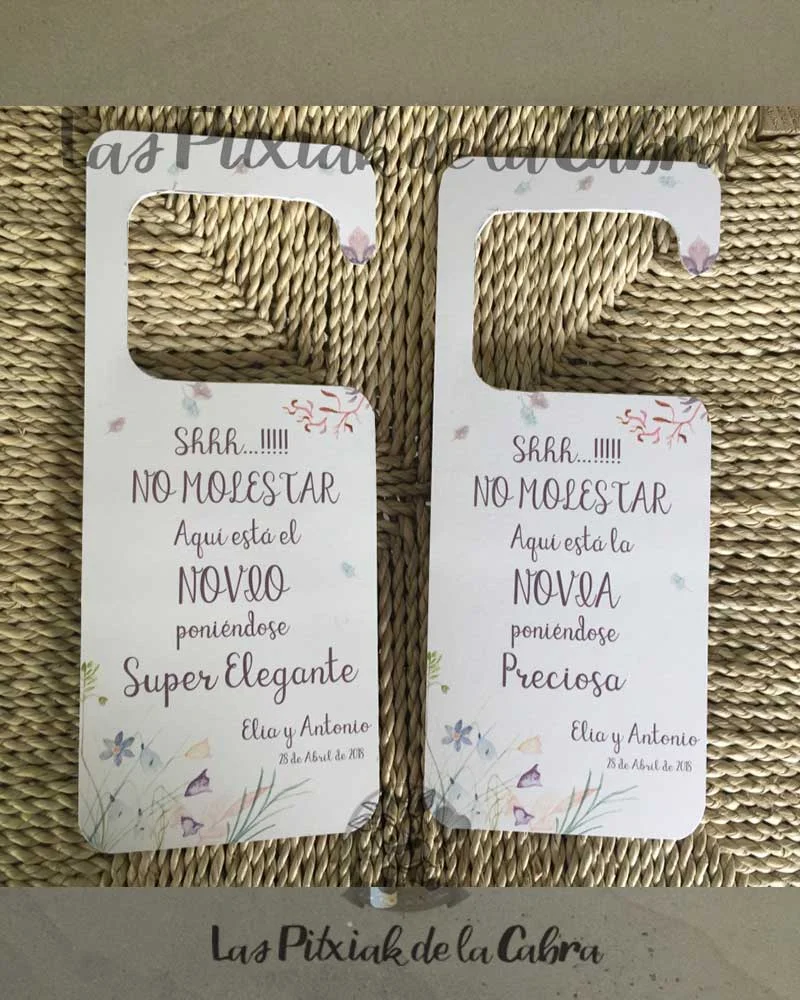 Las Pitxiak de la Cabra
Shhh...!!!!!
NO MOLESTAR
Aquí está el
NOVIO
poniéndose
Super Elegante
Elia y Antonio
28 de Abril de 2018
Shhh...!!!!!
NO MOLESTAR
Aquí está la
NOVIA
poniéndose
Preciosa
Elia y Antonio
28 de Abril de 2018
Las Pitxiak de la Cabra